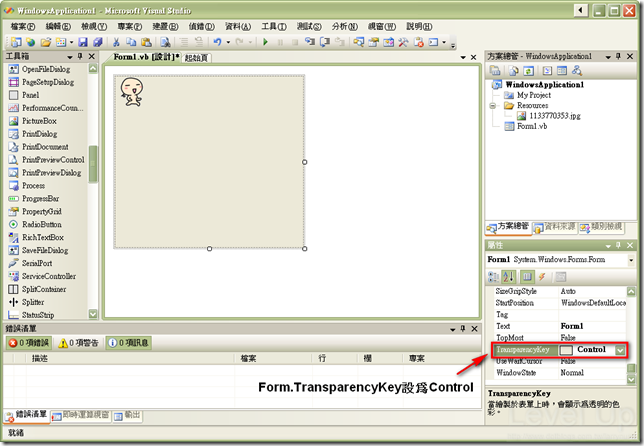 WindowsApplication1 - Microsoft Visual Studio
檔案(F) 編輯(E) 檢視(V) 專案(P) 建置(B) 偵錯(D) 資料(A) 工具(T) 測試(S) 分析(N) 視窗(W) 說明(H)
工具箱
OpenFileDialog
PageSetupDialog
Panel
PerformanceCoun...
PictureBox
PrintDialog
PrintDocument
PrintPreviewControl
PrintPreviewDialog
Process
ProgressBar
PropertyGrid
RadioButton
RichTextBox
SaveFileDialog
SerialPort
ServiceController
SplitContainer
Splitter
StatusStrip
Form1.vb [設計]* 起始頁
方案總管 - WindowsApplication1
WindowsApplication1
My Project
Resources
1133770353.jpg
Form1.vb
方案總管 資料來源 類別檢視
屬性
Form1 System.Windows.Forms.Form
SizeGripStyle Auto
StartPosition WindowsDefaultLoca
Tag
Text Form1
TopMost False
TransparencyKey Control
UseWaitCursor False
WindowState Normal
TransparencyKey
當繪製於表單上時，會顯示為透明的色彩。
錯誤清單
0 項錯誤 0 項警告 0 項訊息
描述 檔案 行 欄 專案
Form.TransparencyKey設為Control
錯誤清單 即時運算視窗 輸出
就緒